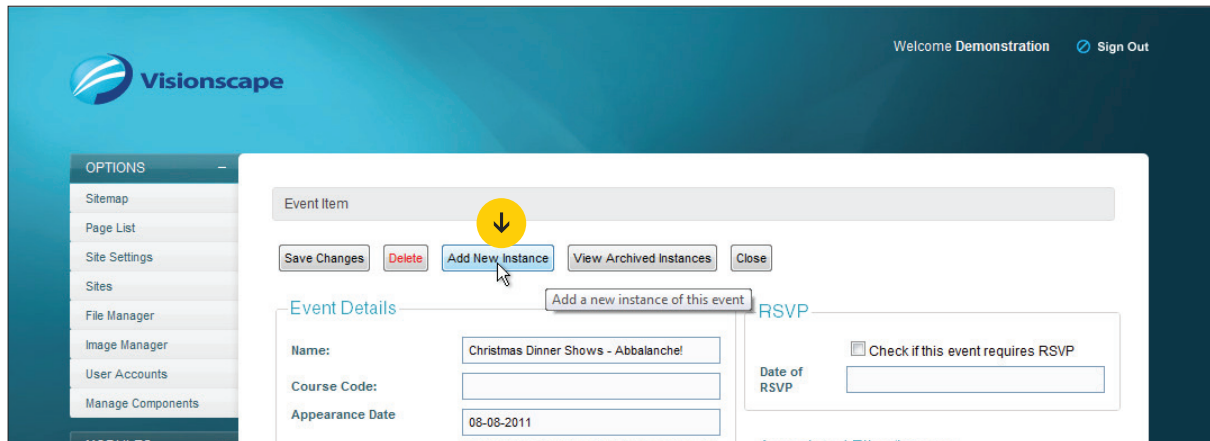 Welcome Demonstration Sign Out
Visionscape
OPTIONS –
Sitemap
Page List
Site Settings
Sites
File Manager
Image Manager
User Accounts
Manage Components
Event Item
Save Changes Delete Add New Instance View Archived Instances Close
Add a new instance of this event
Event Details
Name: Christmas Dinner Shows - Abbalanche!
Course Code:
Appearance Date 08-08-2011
RSVP
Check if this event requires RSVP
Date of
RSVP